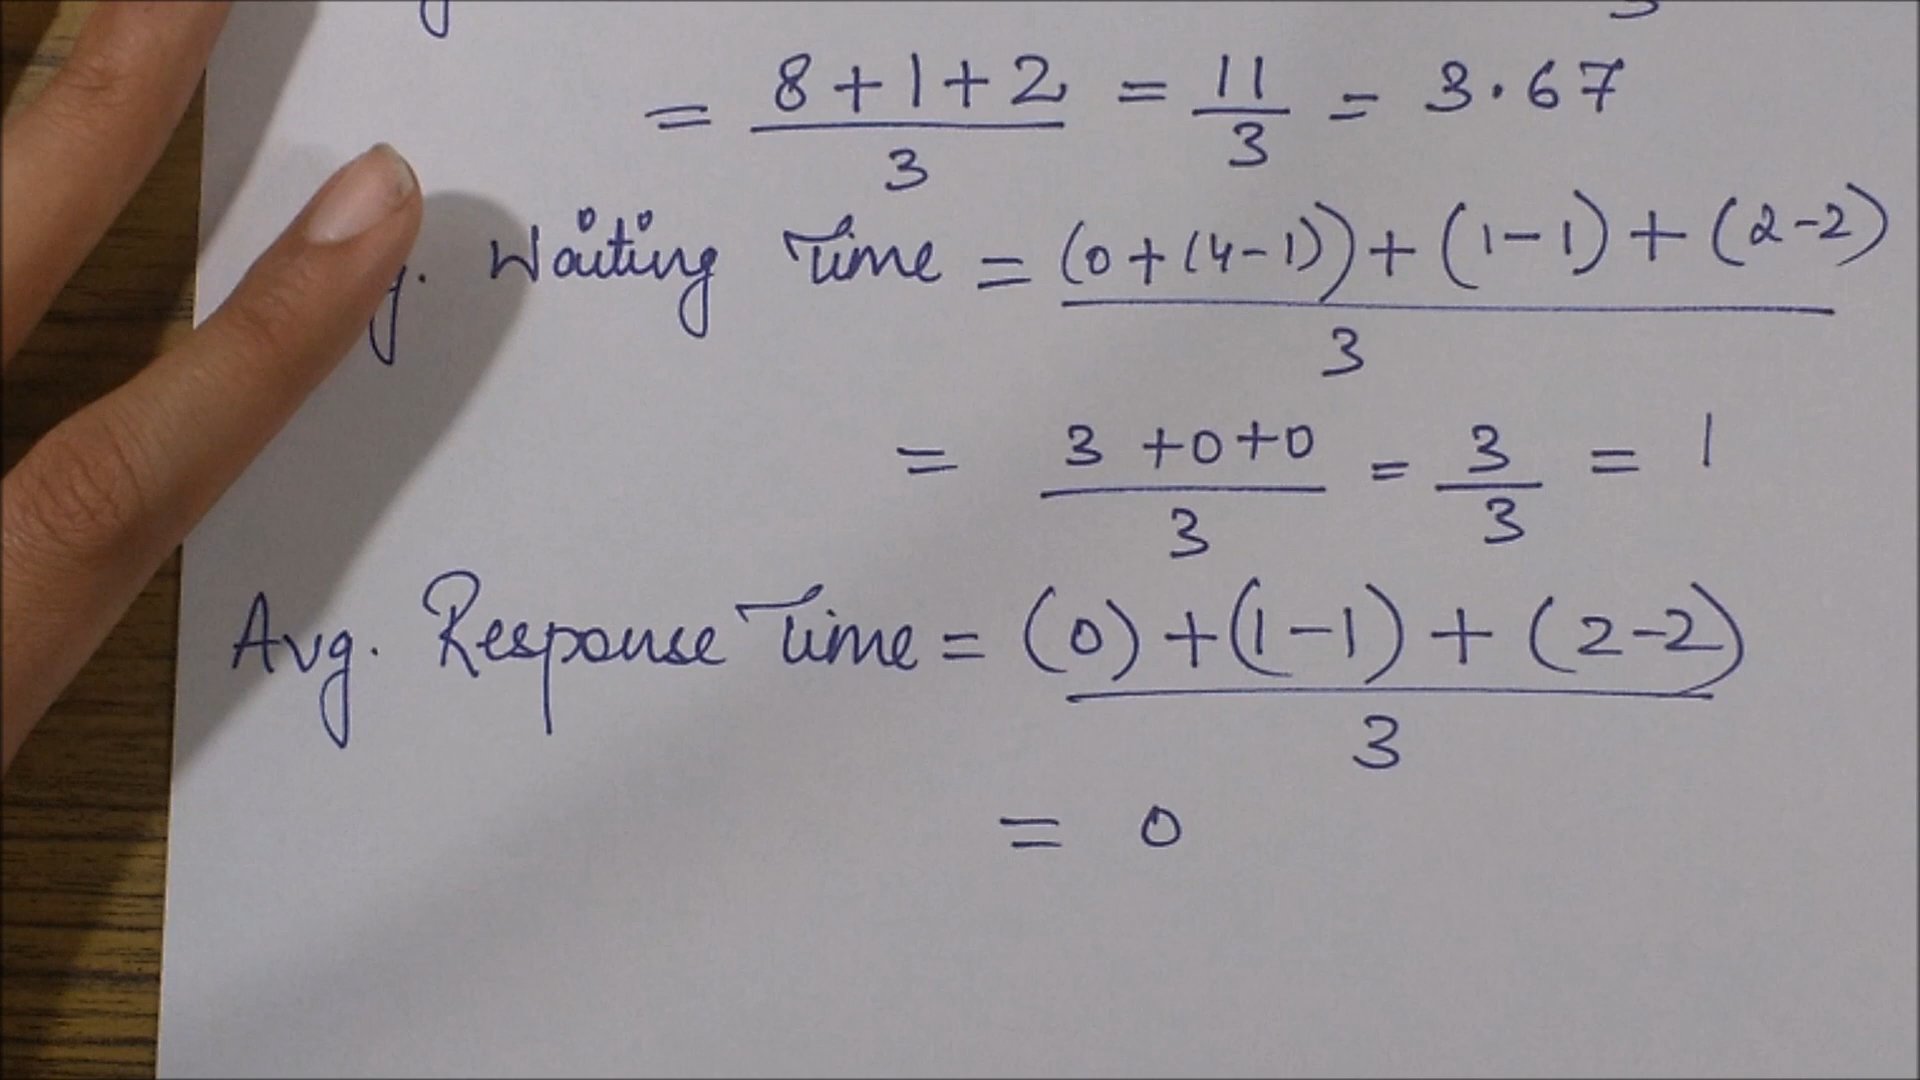 = 8+1+2 / 3 = 11 / 3 = 3.67
Waiting Time = (0+(4-1))+(1-1)+(2-2) / 3
= 3+0+0 / 3 = 3 / 3 = 1
Avg. Response Time = (0)+(1-1)+(2-2) / 3
= 0